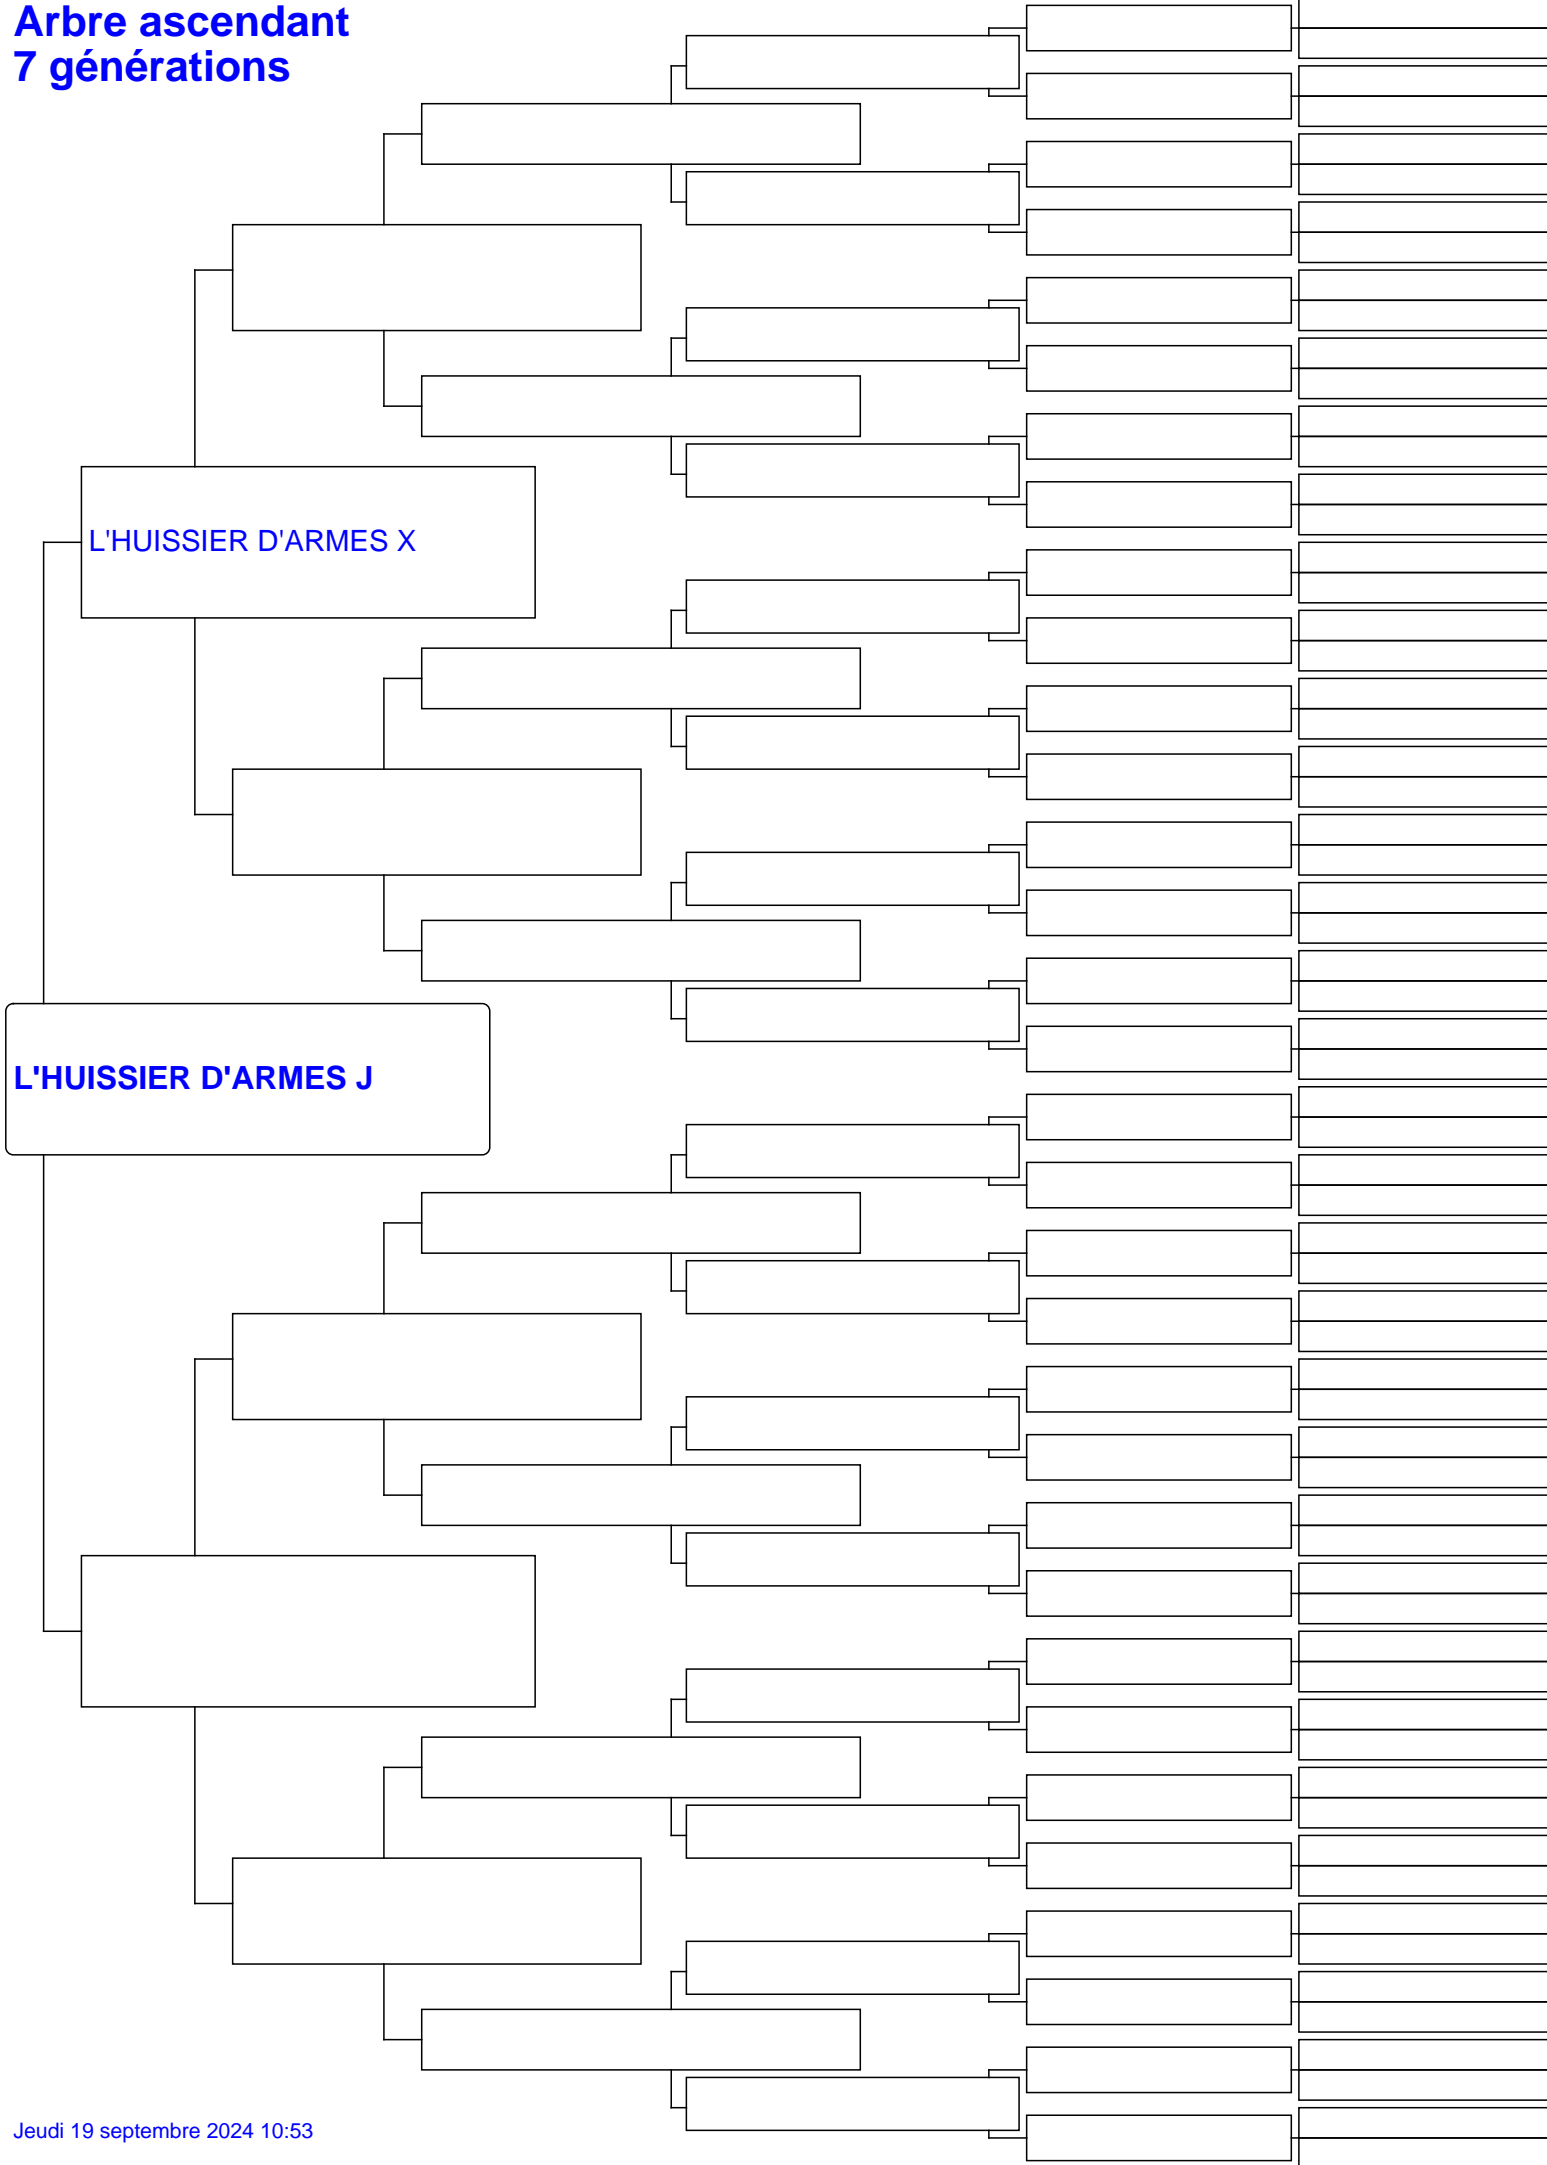 Arbre ascendant
7 générations
L'HUISSIER D'ARMES X
L'HUISSIER D'ARMES J
Jeudi 19 septembre 2024 10:53